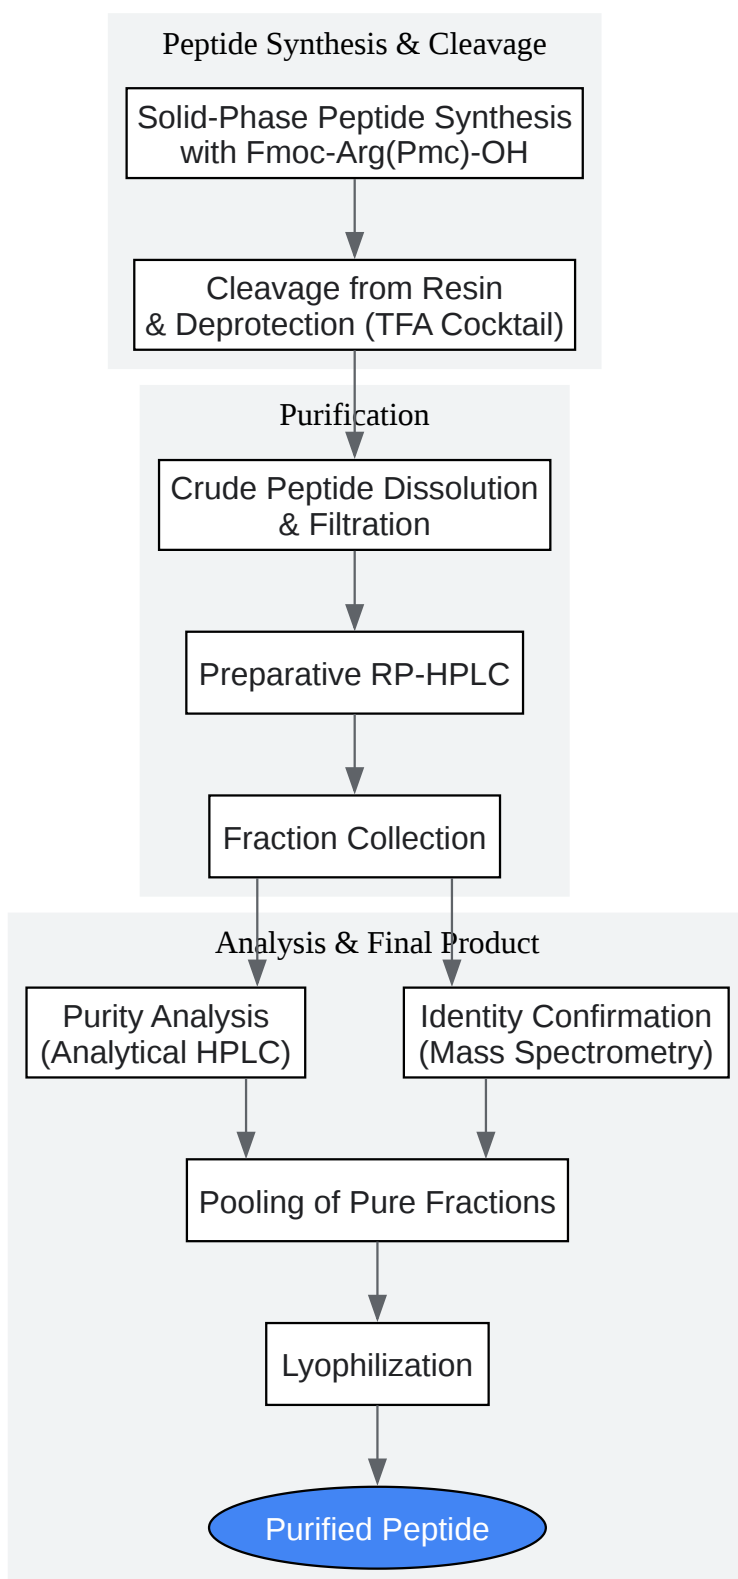 Peptide Synthesis & Cleavage
Solid-Phase Peptide Synthesis
with Fmoc-Arg(Pmc)-OH
Cleavage from Resin
& Deprotection (TFA Cocktail)
Purification
Crude Peptide Dissolution
& Filtration
Preparative RP-HPLC
Fraction Collection
Analysis & Final Product
Purity Analysis
(Analytical HPLC)
Identity Confirmation
(Mass Spectrometry)
Pooling of Pure Fractions
Lyophilization
Purified Peptide